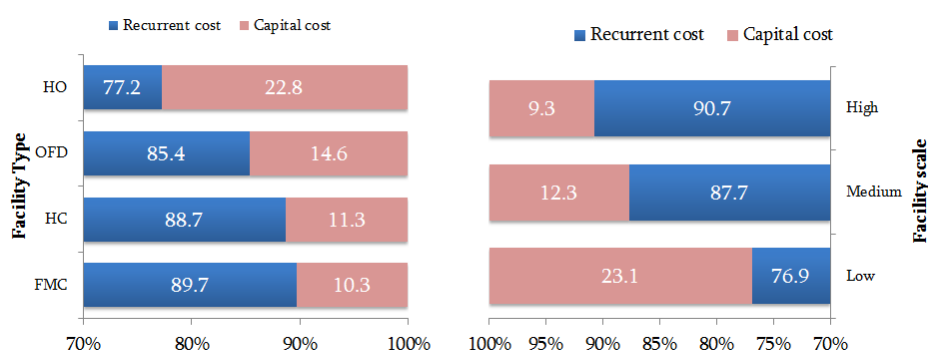 Recurrent cost Capital cost
Facility Type
HO 77.2 22.8
OFD 85.4 14.6
HC 88.7 11.3
FMC 89.7 10.3
70% 80% 90% 100%
Recurrent cost Capital cost
9.3 90.7 High
12.3 87.7 Medium
23.1 76.9 Low
Facility scale
100% 95% 90% 85% 80% 75% 70%